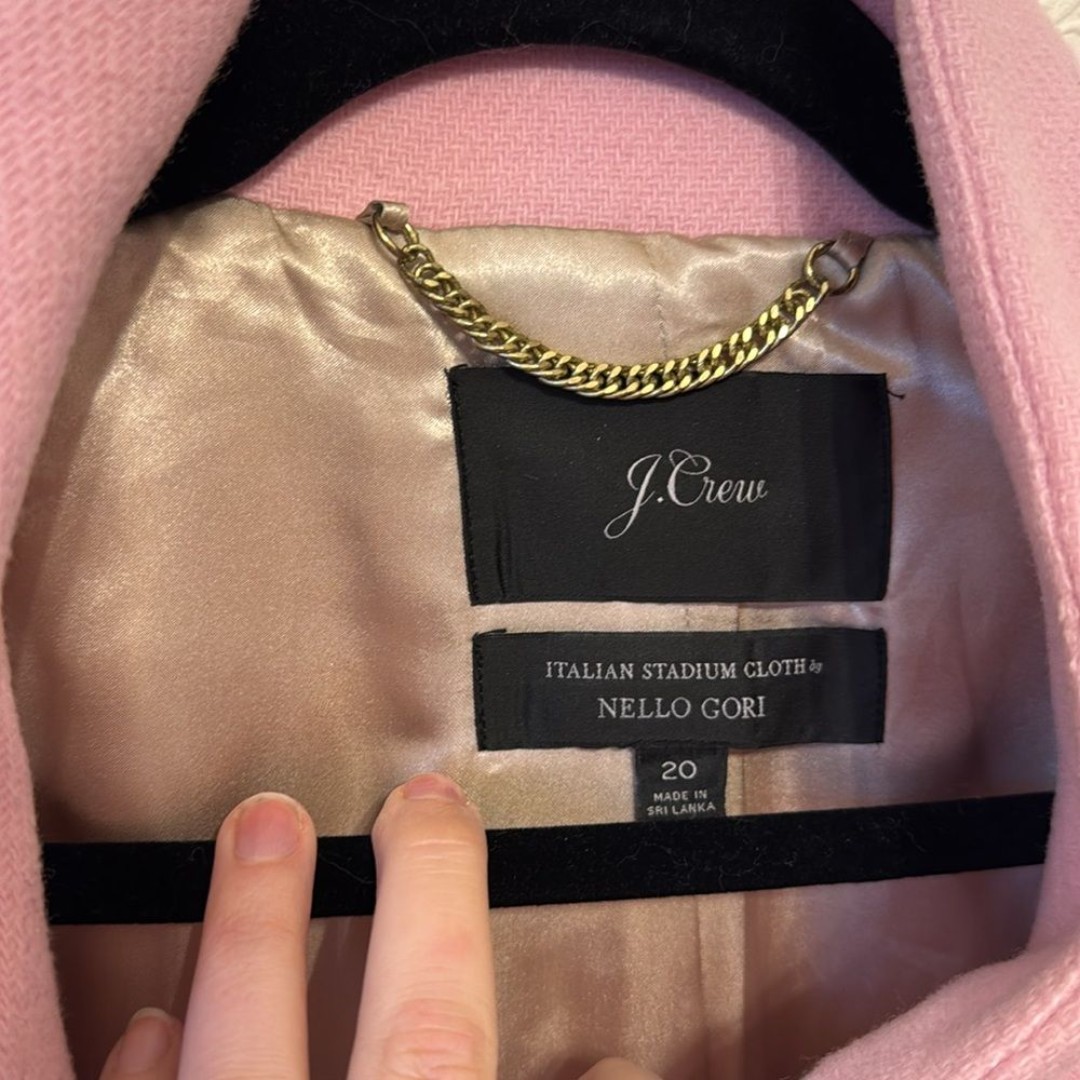 J.Crew
ITALIAN STADIUM CLOTH by
NELLO GORI
20
MADE IN
SRI LANKA